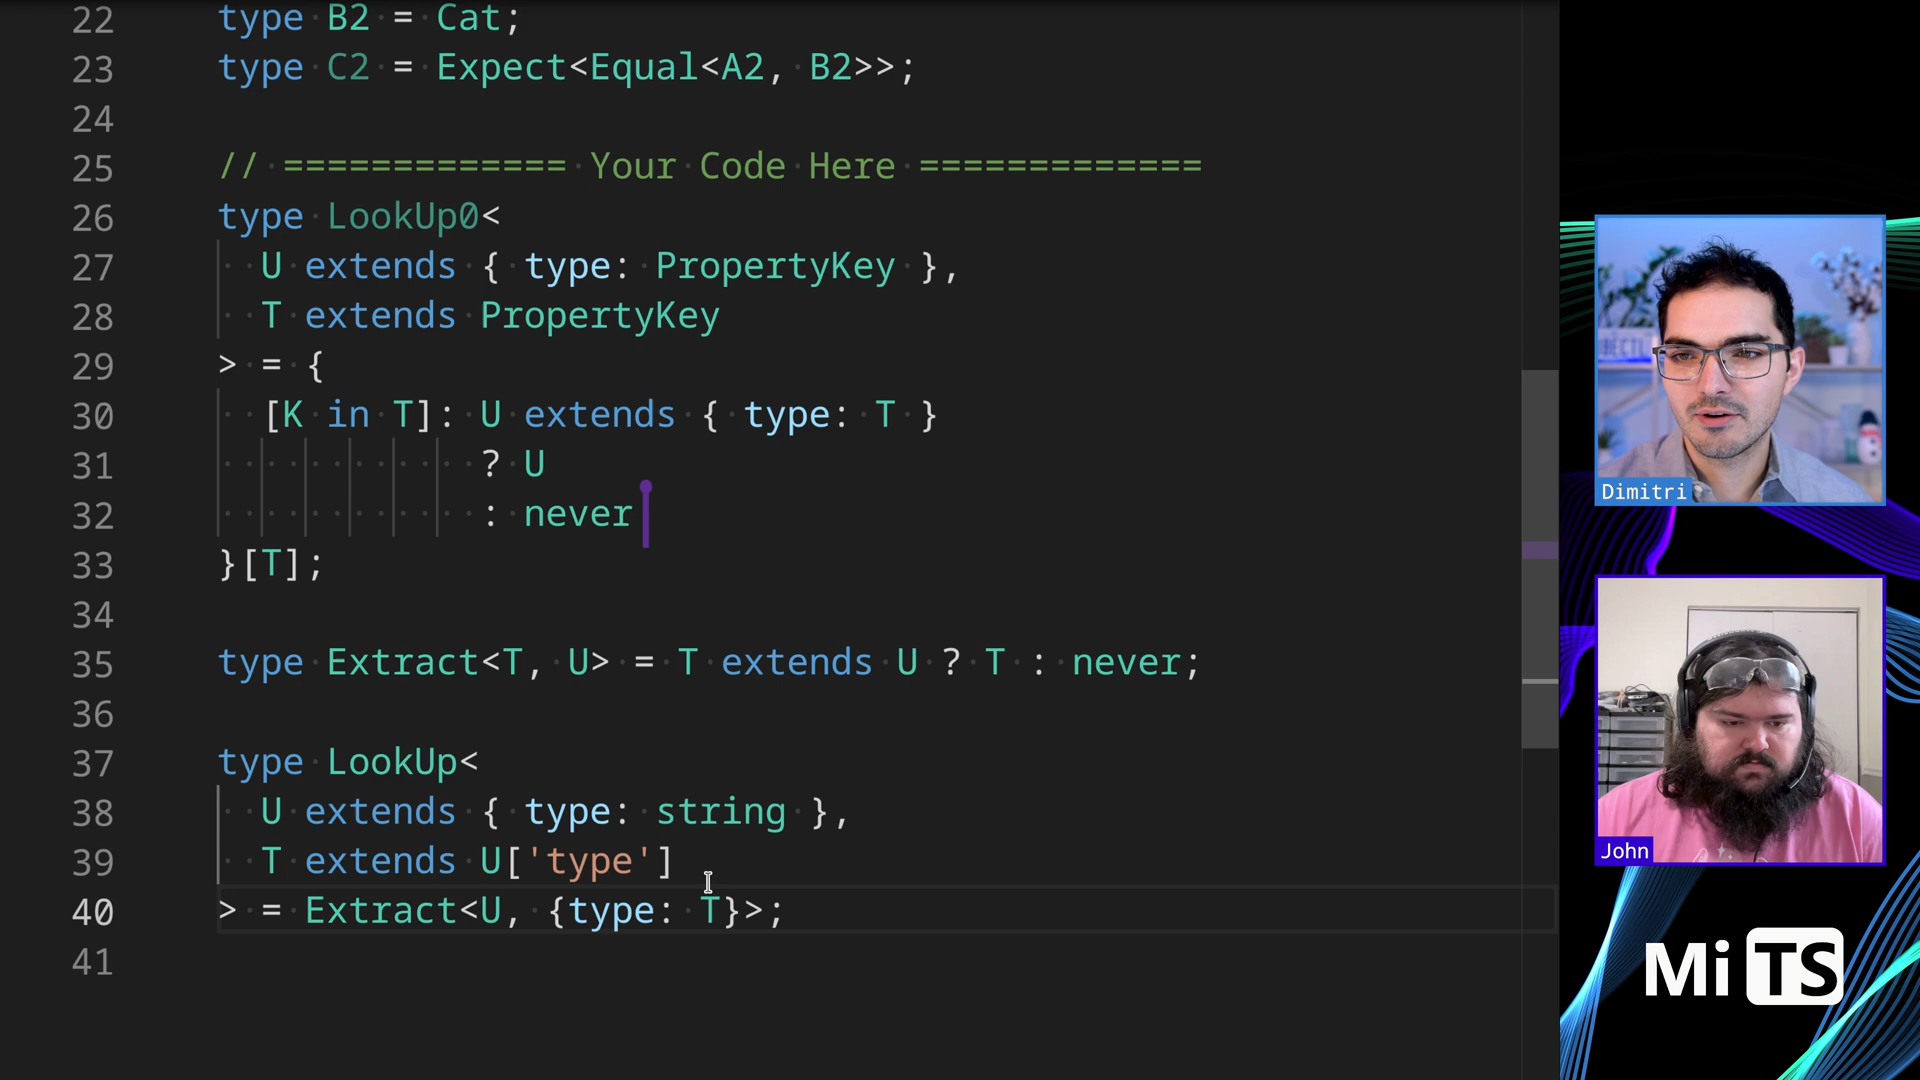 22 type B2 = Cat;
23 type C2 = Expect<Equal<A2, B2>>;
24
25 // ============= Your Code Here =============
26 type LookUp0<
27 U extends { type: PropertyKey },
28 T extends PropertyKey
29 > = {
30 [K in T]: U extends { type: T }
31 ? U
32 : never
33 }[T];
34
35 type Extract<T, U> = T extends U ? T : never;
36
37 type LookUp<
38 U extends { type: string },
39 T extends U['type']
40 > = Extract<U, {type: T}>;
41
Dimitri
John
Mi TS